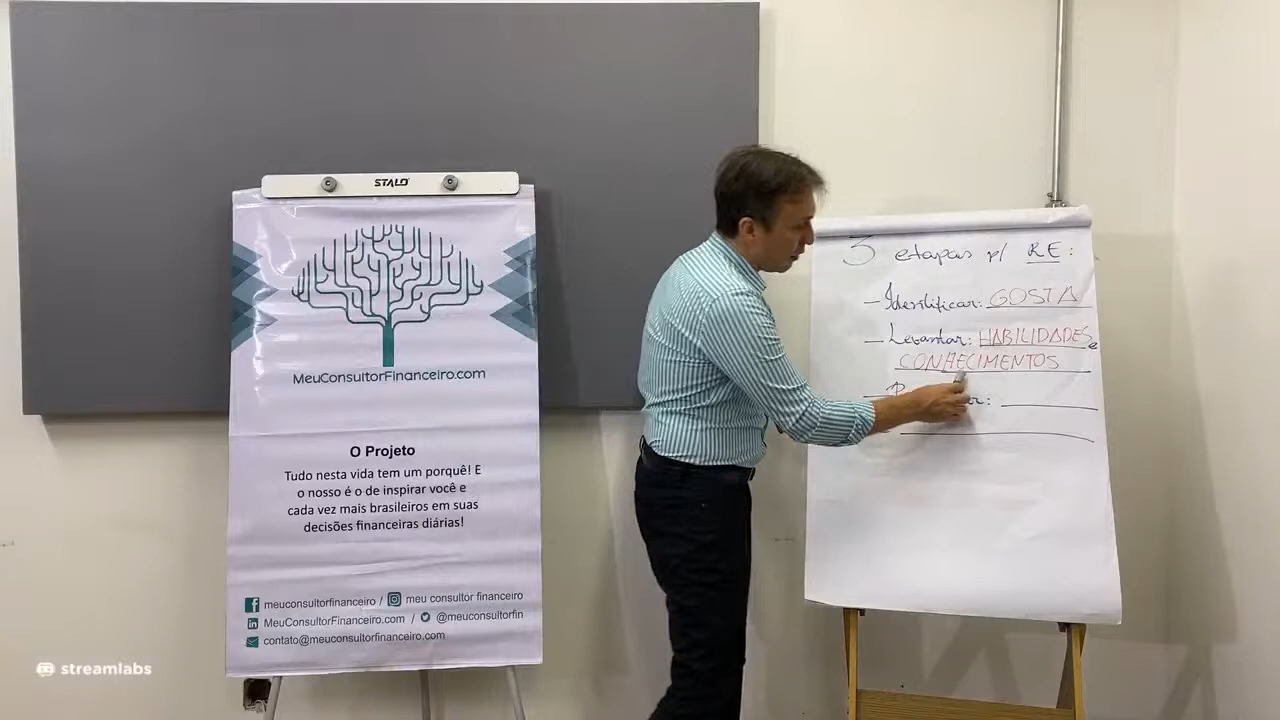 STALO
MeuConsultorFinanceiro.com
O Projeto
Tudo nesta vida tem um porquê! E
o nosso é o de inspirar você e
cada vez mais brasileiros em suas
decisões financeiras diárias!
meuconsultorfinanceiro / meu consultor financeiro
MeuConsultorFinanceiro.com / @meuconsultorfin
contato@meuconsultorfinanceiro.com
3 etapas p/ RE:
- Identificar: GOSTA
- Levantar: HABILIDADES e
CONHECIMENTOS
streamlabs